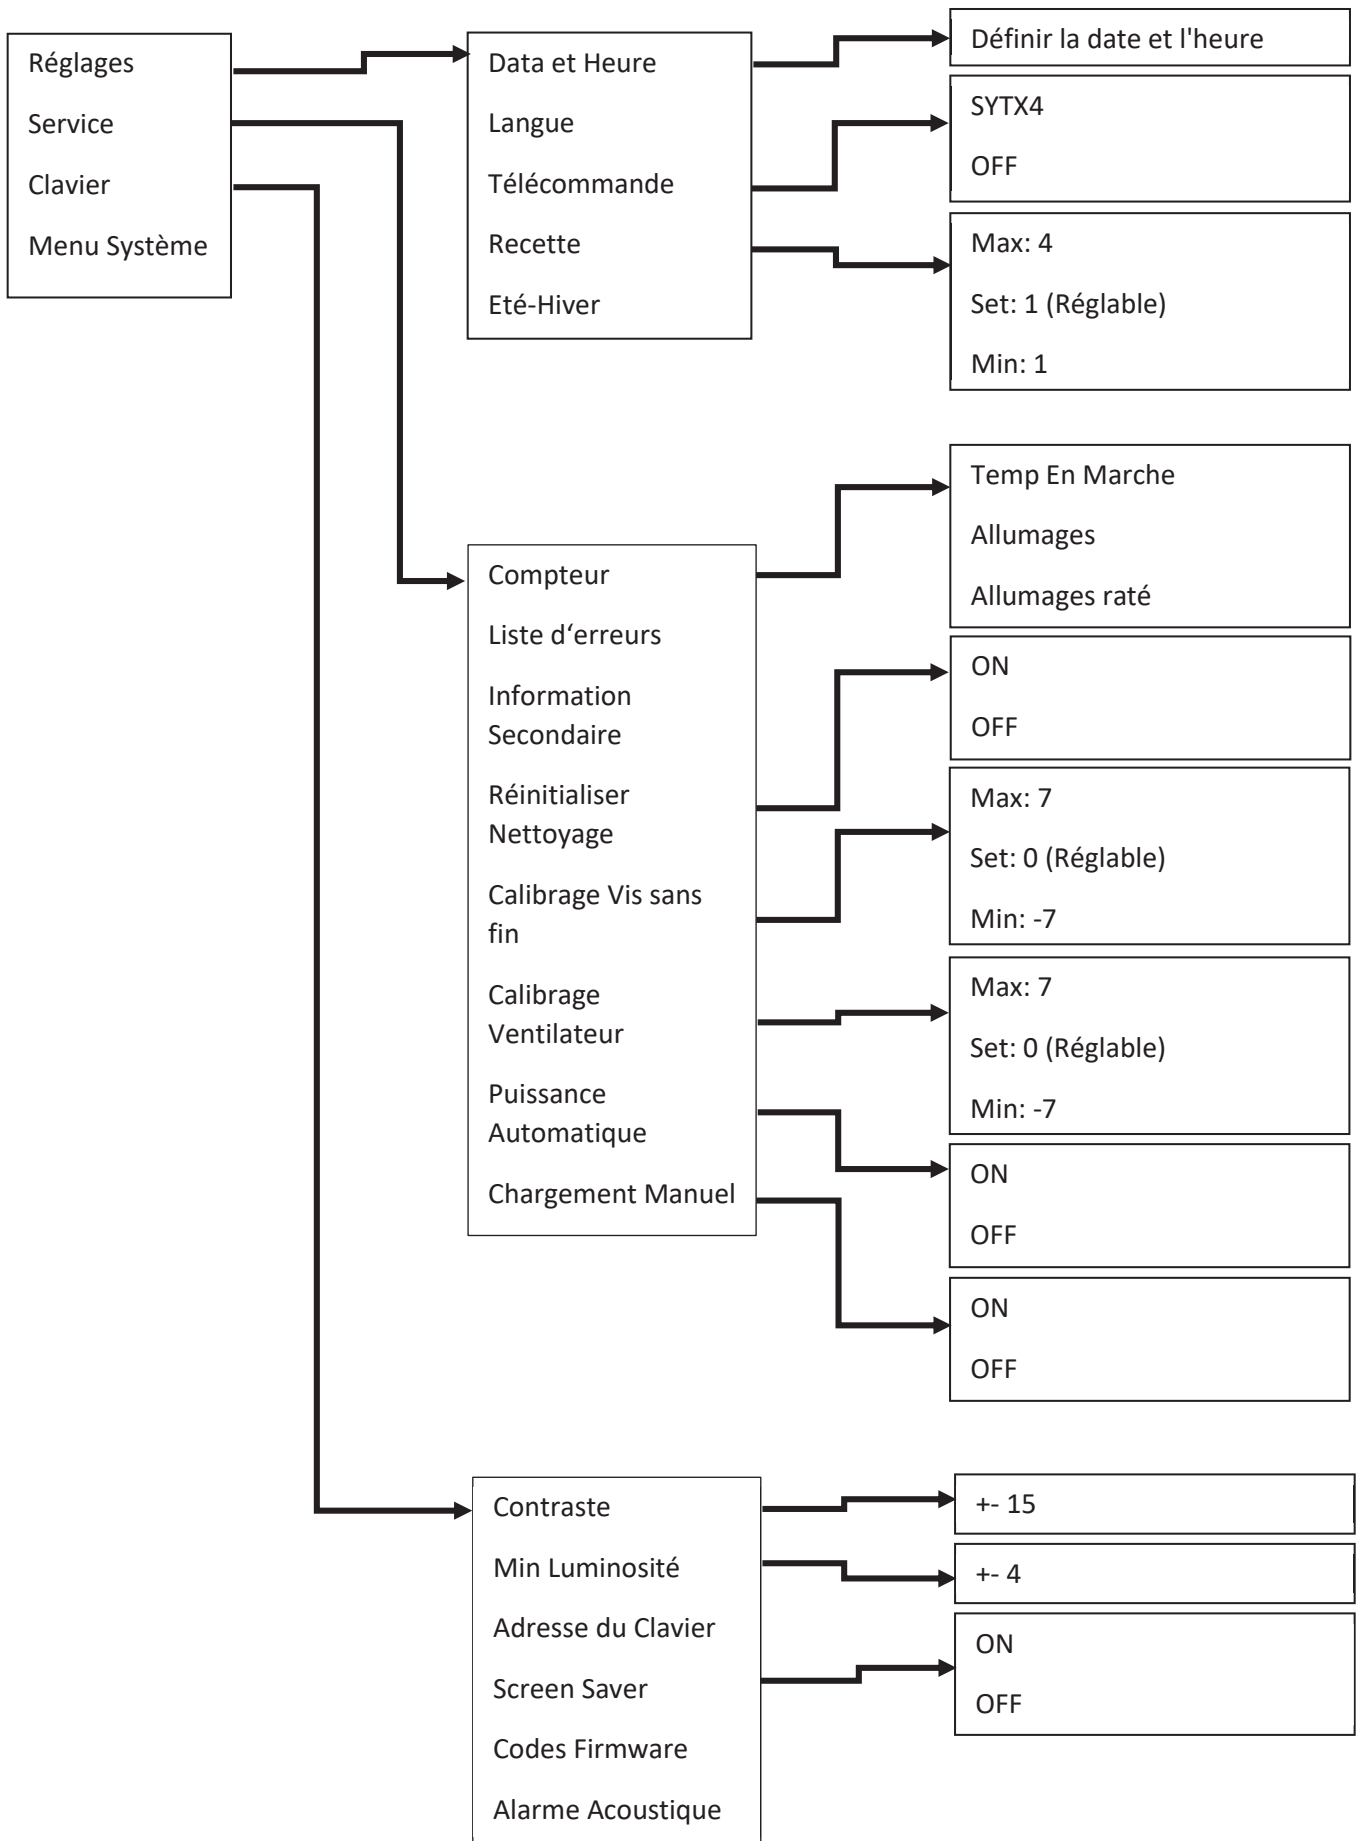 Réglages
Service
Clavier
Menu Système
Data et Heure
Langue
Télécommande
Recette
Eté-Hiver
Définir la date et l'heure
SYTX4
OFF
Max: 4
Set: 1 (Réglable)
Min: 1
Compteur
Liste d‘erreurs
Information
Secondaire
Réinitialiser
Nettoyage
Calibrage Vis sans
fin
Calibrage
Ventilateur
Puissance
Automatique
Chargement Manuel
Temp En Marche
Allumages
Allumages raté
ON
OFF
Max: 7
Set: 0 (Réglable)
Min: -7
Max: 7
Set: 0 (Réglable)
Min: -7
ON
OFF
ON
OFF
Contraste
Min Luminosité
Adresse du Clavier
Screen Saver
Codes Firmware
Alarme Acoustique
+- 15
+- 4
ON
OFF